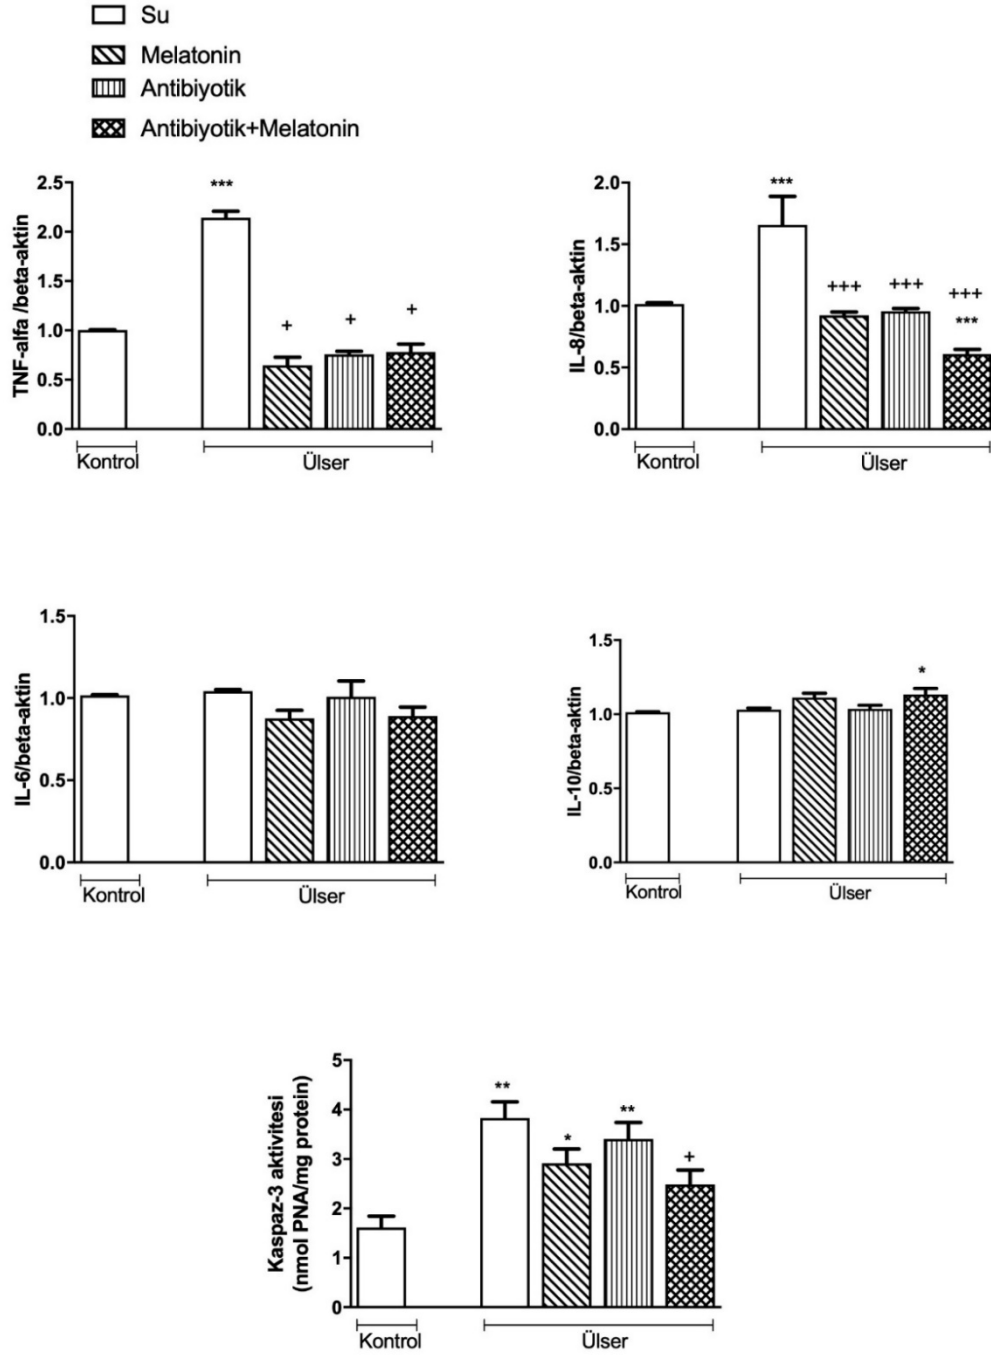 Su
Melatonin
Antibiyotik
Antibiyotik+Melatonin
TNF-alfa /beta-aktin
2.5
2.0
1.5
1.0
0.5
0.0
***
+
+
+
Kontrol
Ülser
IL-8/beta-aktin
2.0
1.5
1.0
0.5
0.0
***
+++
+++
+++
***
Kontrol
Ülser
IL-6/beta-aktin
1.5
1.0
0.5
0.0
Kontrol
Ülser
IL-10/beta-aktin
1.5
1.0
0.5
0.0
*
Kontrol
Ülser
Kaspaz-3 aktivitesi
(nmol PNA/mg protein)
5
4
3
2
1
0
**
*
**
+
Kontrol
Ülser